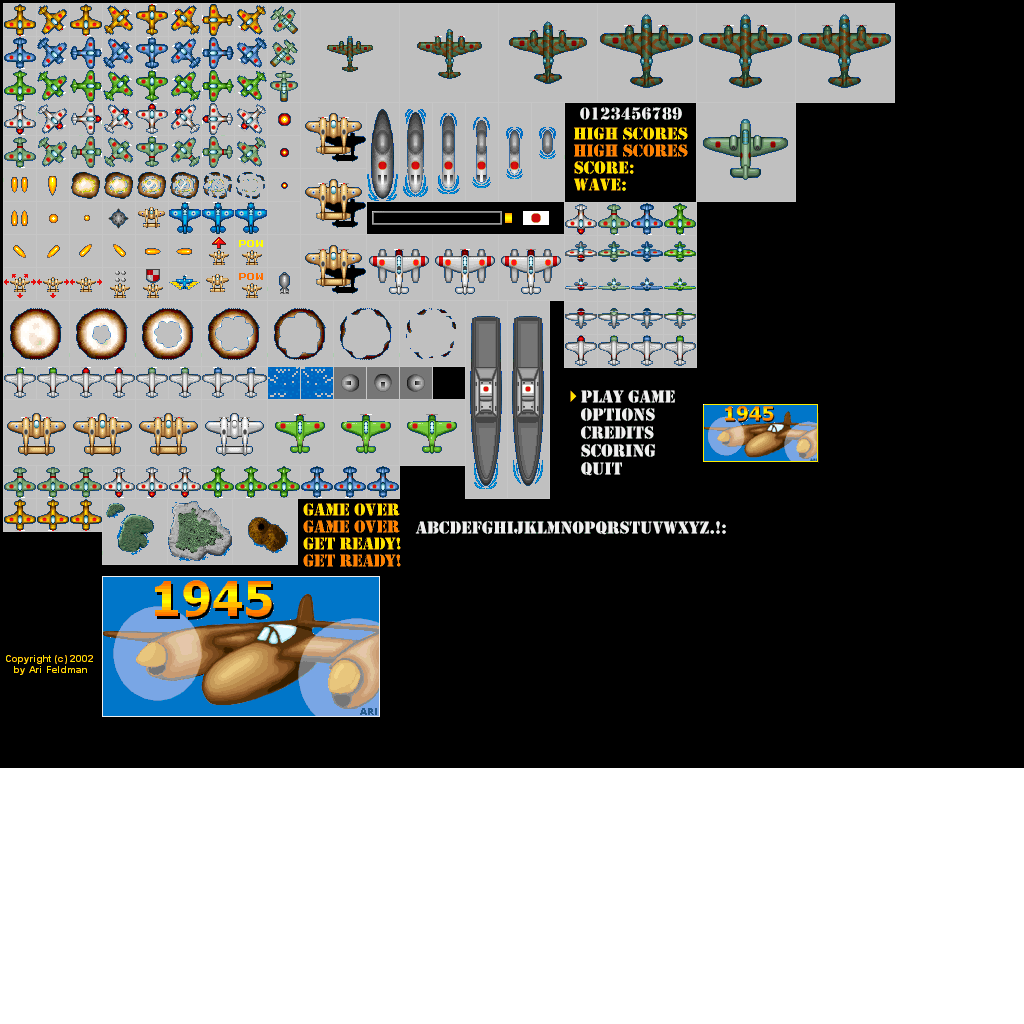 0123456789
HIGH SCORES
HIGH SCORES
SCORE:
WAVE:
POW
POW
PLAY GAME
OPTIONS
CREDITS
SCORING
QUIT
1945
GAME OVER
GAME OVER
GET READY!
GET READY!
ABCDEFGHIJKLMNOPQRSTUVWXYZ.!:
1945
Copyright (c) 2002
by Ari Feldman
ARI